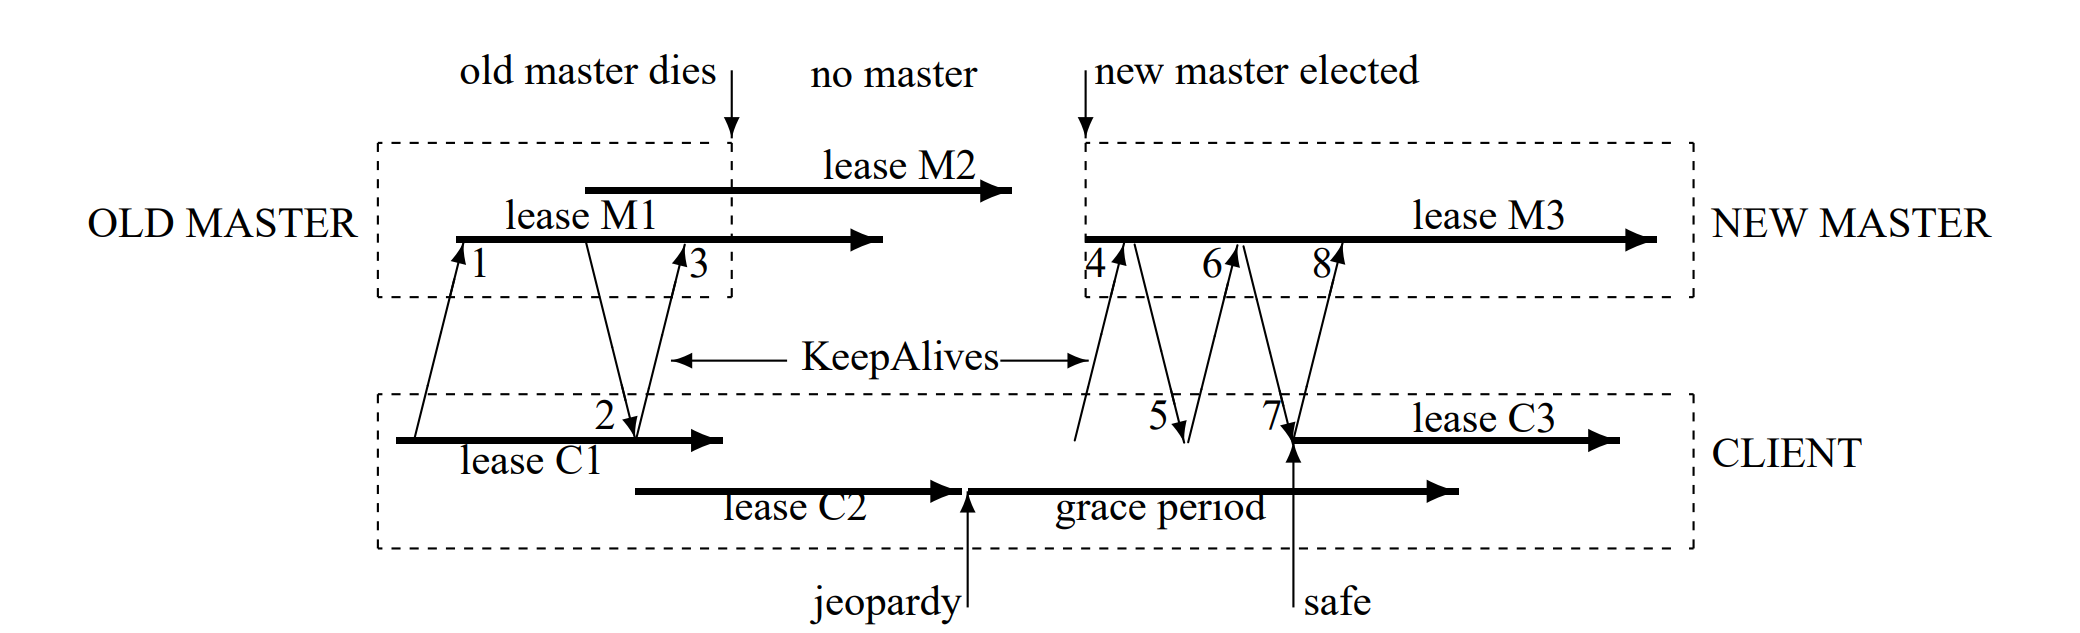 old master dies
no master
new master elected
lease M2
OLD MASTER
lease M1
lease M3
NEW MASTER
1
3
4
6
8
KeepAlives
2
5
7
lease C3
CLIENT
lease C1
lease C2
grace period
jeopardy
safe